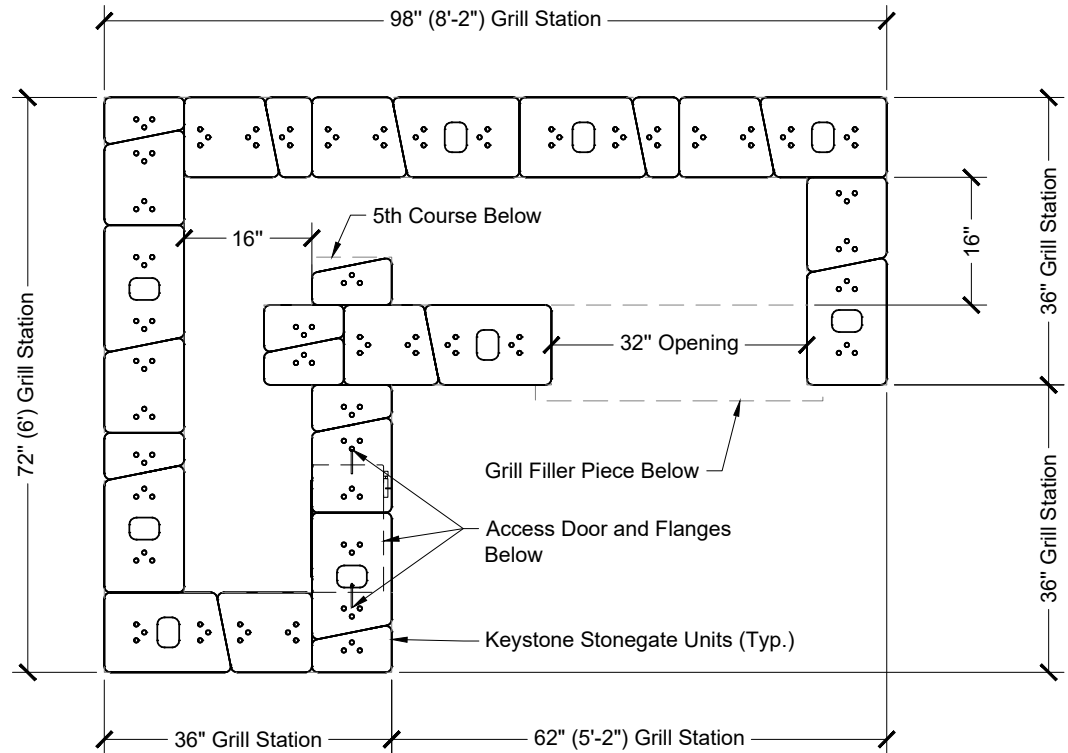 98" (8'-2") Grill Station
5th Course Below
16"
16"
36" Grill Station
72" (6') Grill Station
32" Opening
Grill Filler Piece Below
Access Door and Flanges
Below
36" Grill Station
Keystone Stonegate Units (Typ.)
36" Grill Station
62" (5'-2") Grill Station